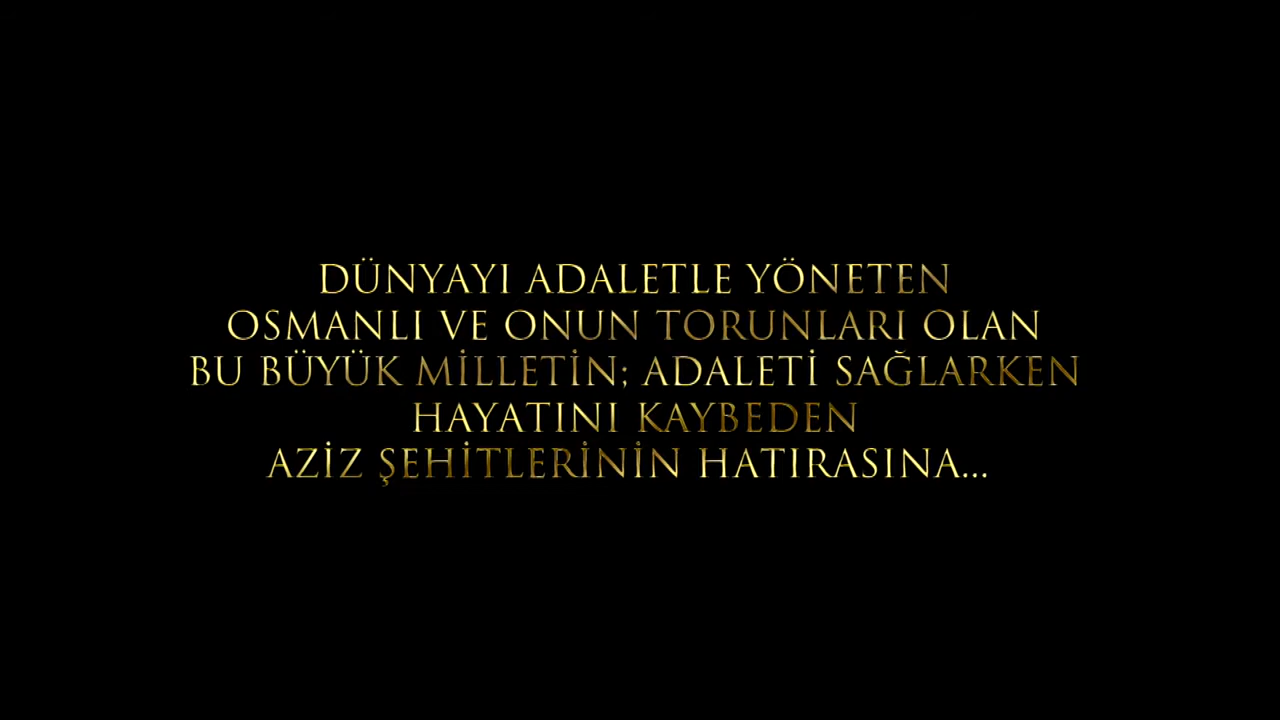 DÜNYAYI ADALETLE YÖNETEN
OSMANLI VE ONUN TORUNLARI OLAN
BU BÜYÜK MİLLETİN; ADALETİ SAĞLARKEN
HAYATINI KAYBEDEN
AZİZ ŞEHİTLERİNİN HATIRASINA...